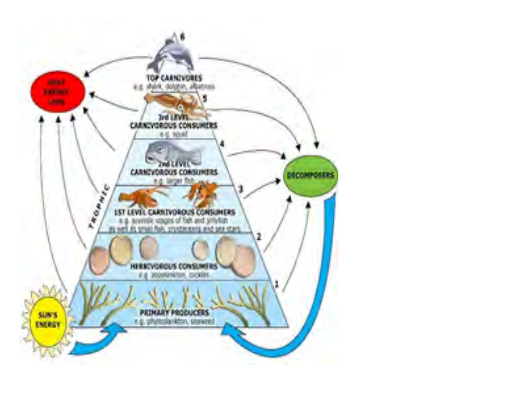 6
TOP CARNIVORES
e.g. shark, dolphin, albatross
HEAT
ENERGY
LOSS
5
3rd LEVEL
CARNIVOROUS CONSUMERS
e.g. squid
4
2nd LEVEL
CARNIVOROUS CONSUMERS
e.g. larger fish
DECOMPOSERS
3
TROPHIC
1ST LEVEL CARNIVOROUS CONSUMERS
e.g. juvenile stages of fish and jellyfish
as well as small fish, crustaceans and sea stars
2
HERBIVOROUS CONSUMERS
e.g. zooplankton, cockles
1
SUN'S
ENERGY
PRIMARY PRODUCERS
e.g. phytoplankton, seaweed